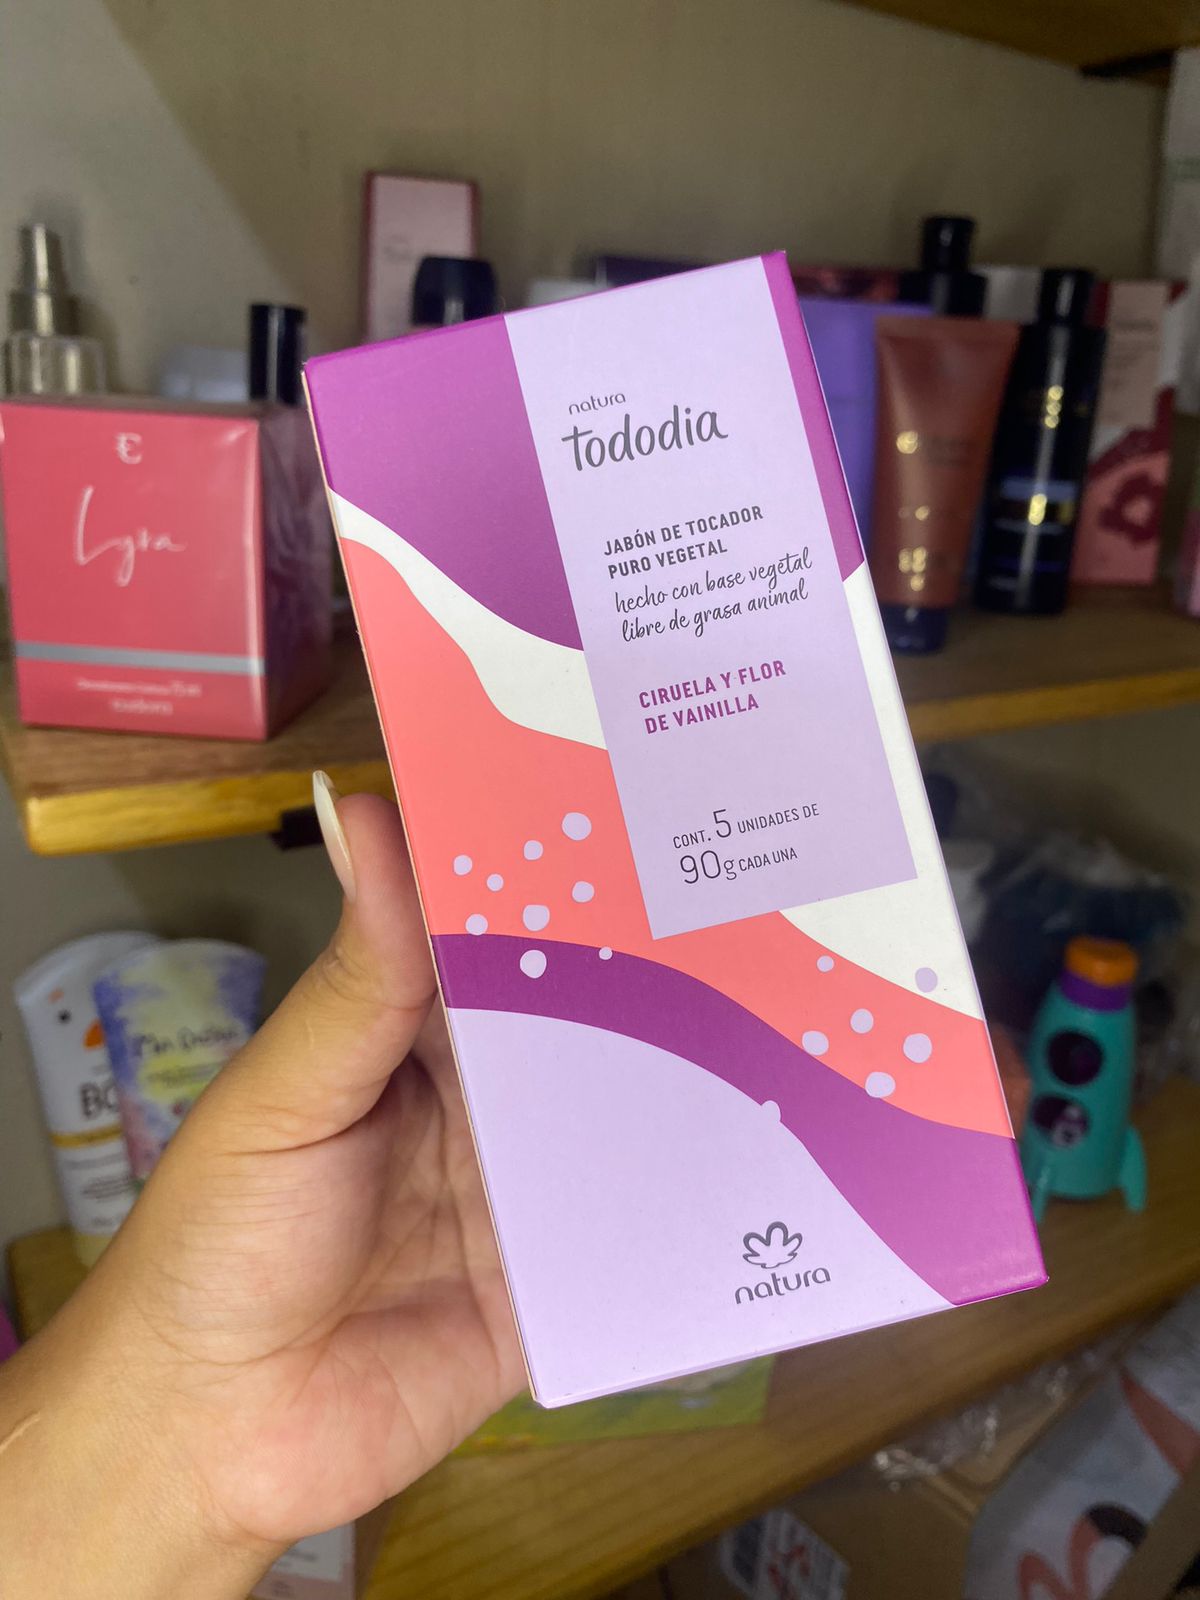 natura
tododia
JABÓN DE TOCADOR
PURO VEGETAL
hecho con base vegetal
libre de grasa animal
CIRUELA Y FLOR
DE VAINILLA
CONT. 5 UNIDADES DE
90g CADA UNA
natura
Lyra